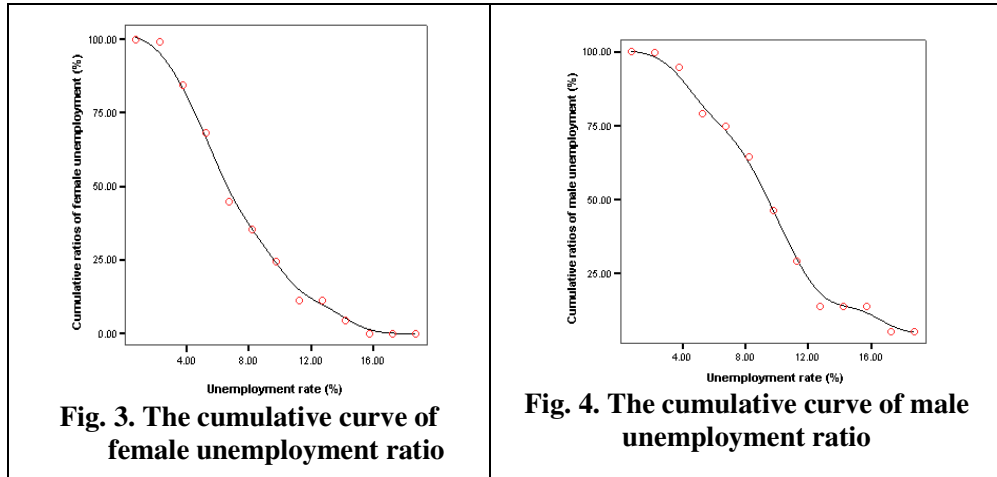 Cumulative ratios of female unemployment (%)
100.00
75.00
50.00
25.00
0.00
4.00 8.00 12.00 16.00
Unemployment rate (%)
Fig. 3. The cumulative curve of
female unemployment ratio
Cumulative ratios of male unemployment (%)
100.00
75.00
50.00
25.00
4.00 8.00 12.00 16.00
Unemployment rate (%)
Fig. 4. The cumulative curve of male
unemployment ratio